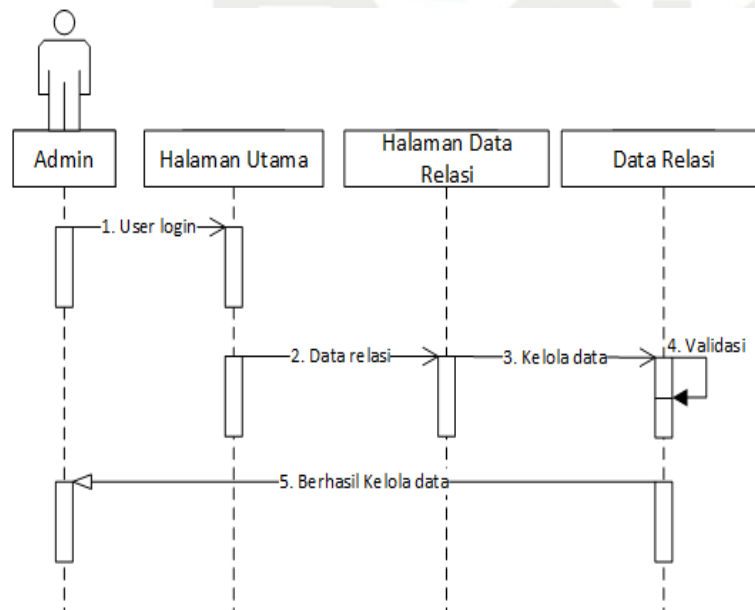 Admin
Halaman Utama
Halaman Data
Relasi
Data Relasi
1. User login
2. Data relasi
3. Kelola data
4. Validasi
5. Berhasil Kelola data